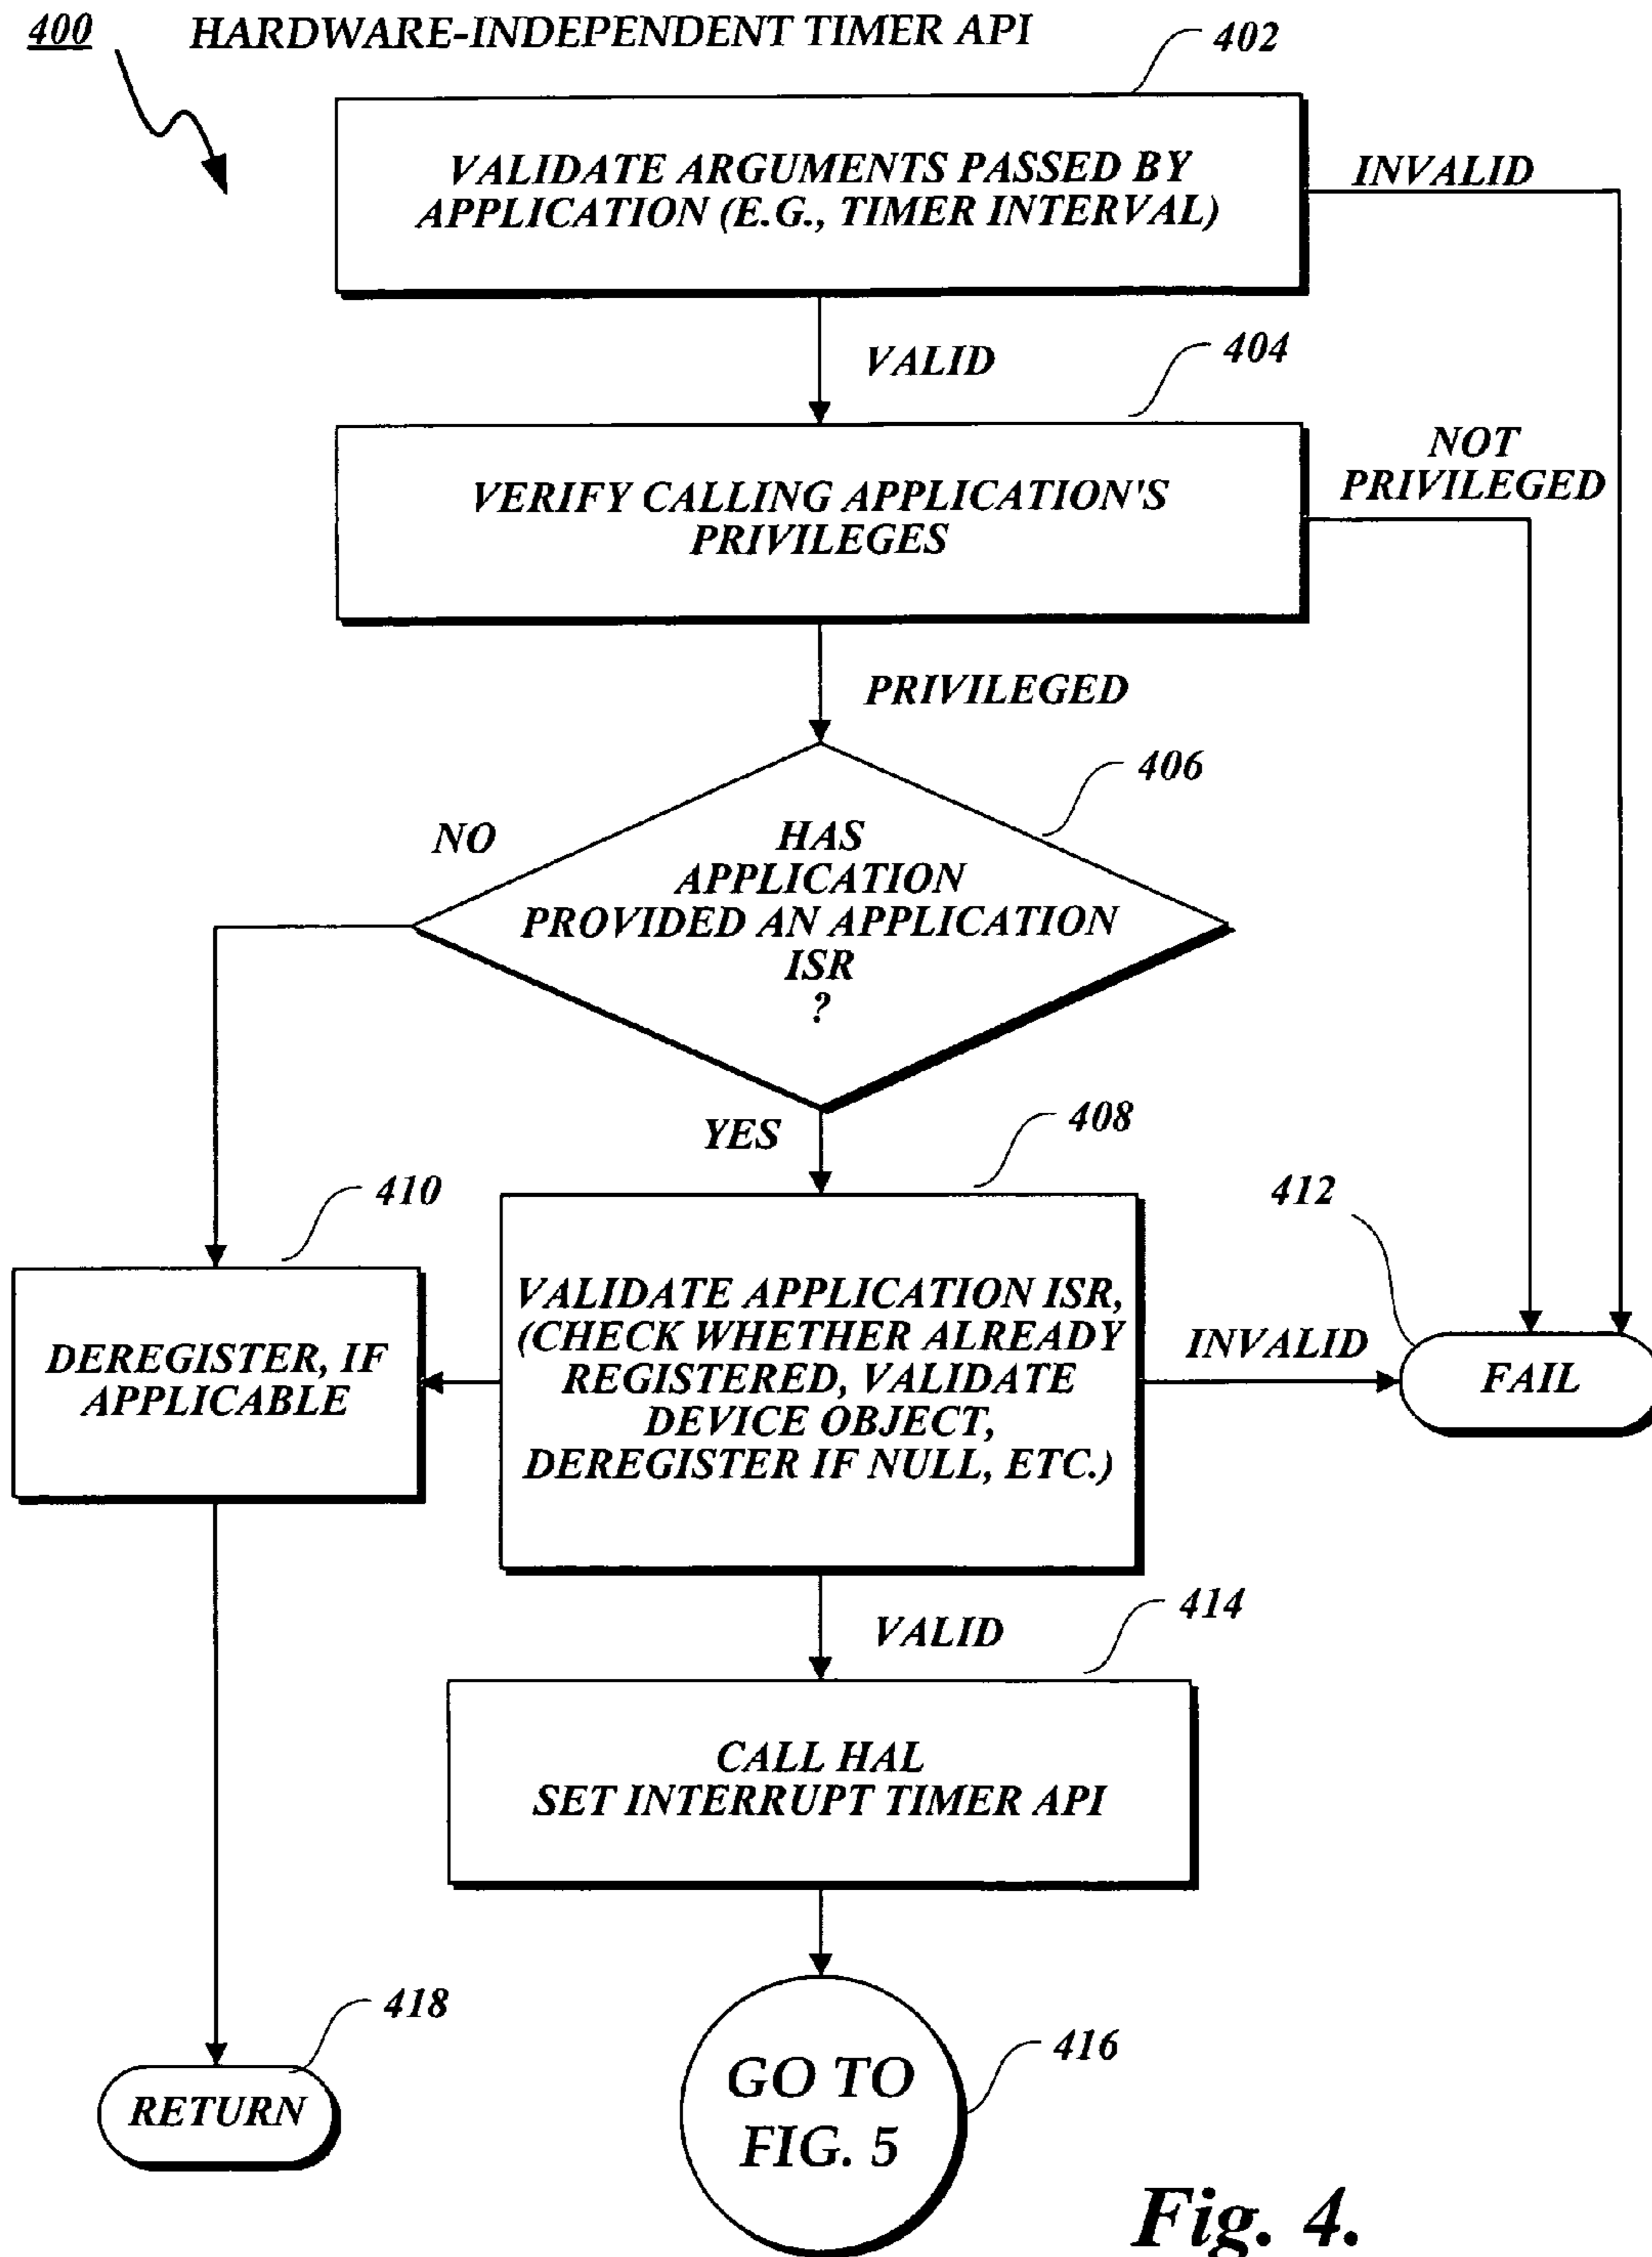 400 HARDWARE-INDEPENDENT TIMER API
402
VALIDATE ARGUMENTS PASSED BY
APPLICATION (E.G., TIMER INTERVAL)
INVALID
VALID
404
VERIFY CALLING APPLICATION'S
PRIVILEGES
NOT
PRIVILEGED
PRIVILEGED
406
NO
HAS
APPLICATION
PROVIDED AN APPLICATION
ISR
?
YES
408
410
412
DEREGISTER, IF
APPLICABLE
VALIDATE APPLICATION ISR,
(CHECK WHETHER ALREADY
REGISTERED, VALIDATE
DEVICE OBJECT,
DEREGISTER IF NULL, ETC.)
INVALID
FAIL
VALID
414
CALL HAL
SET INTERRUPT TIMER API
418
RETURN
416
GO TO
FIG. 5
Fig. 4.